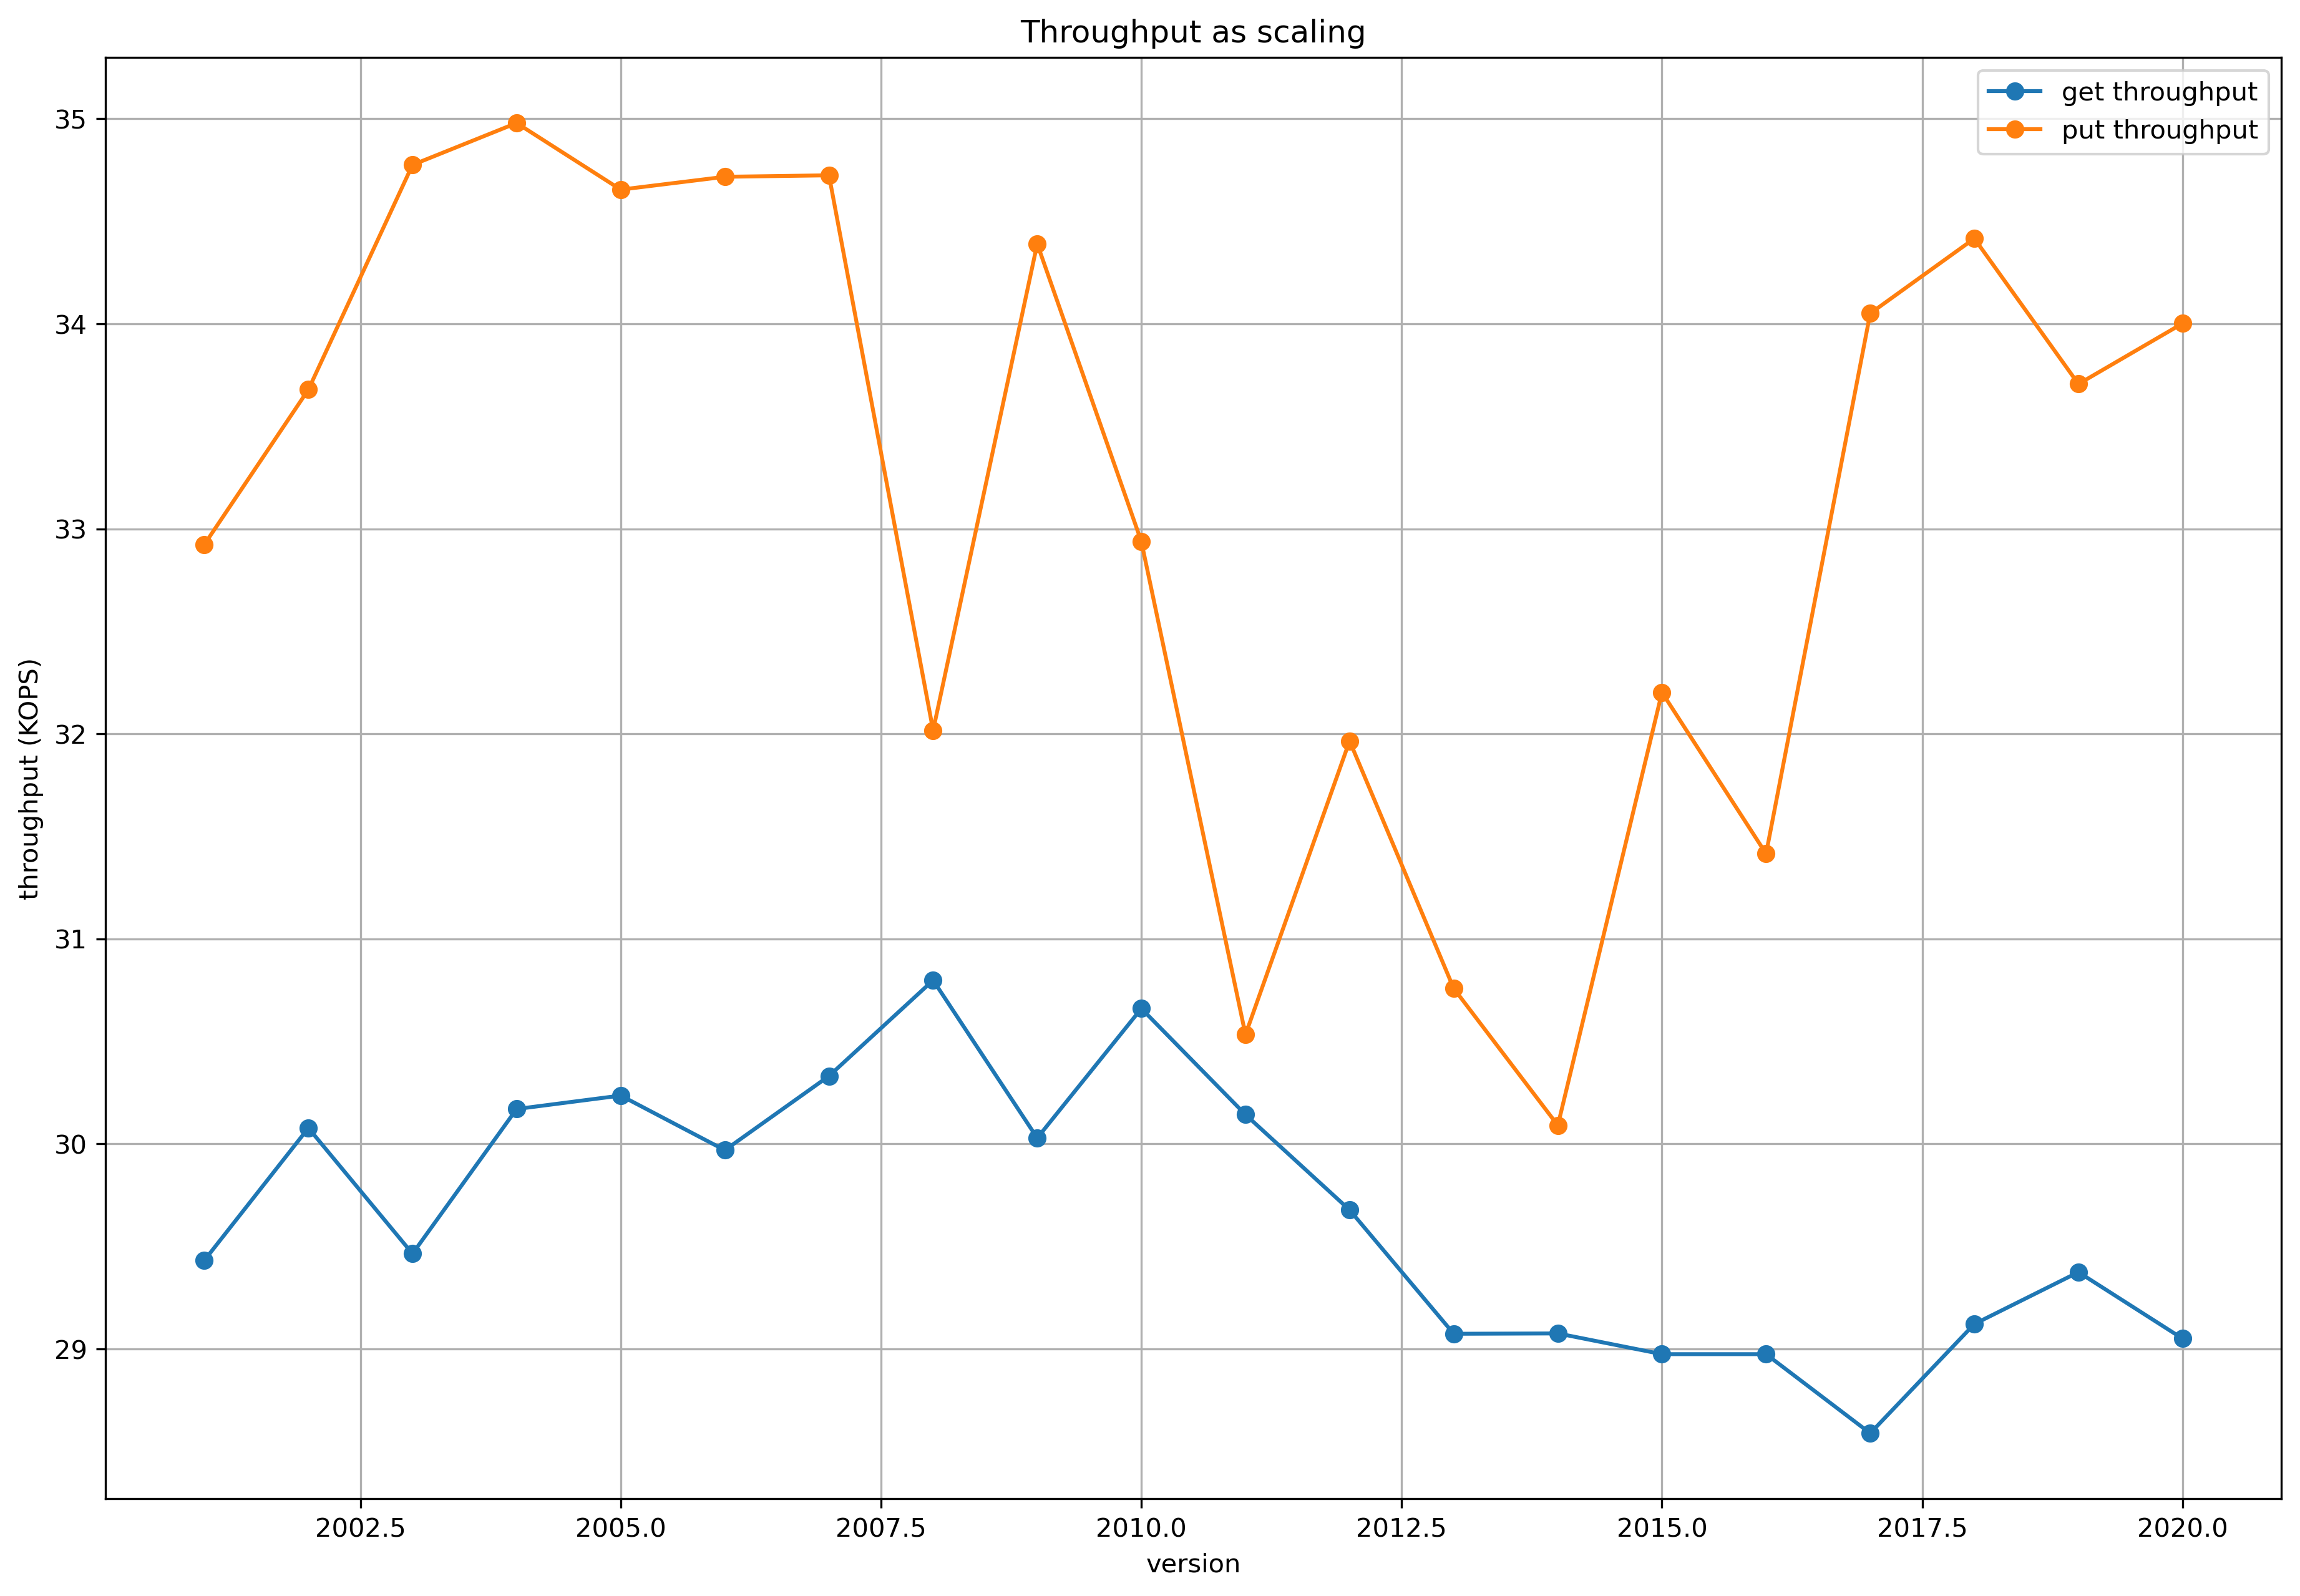 Throughput as scaling
get throughput
put throughput
35
34
33
32
31
30
29
throughput (KOPS)
2002.5 2005.0 2007.5 2010.0 2012.5 2015.0 2017.5 2020.0
version